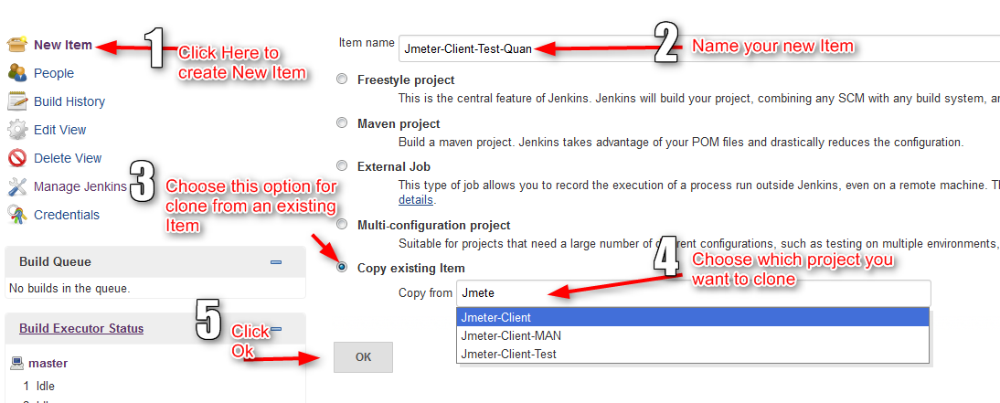 New Item
People
Build History
Edit View
Delete View
Manage Jenkins
Credentials
Build Queue
No builds in the queue.
Build Executor Status
master
1 Idle
1
Click Here to
create New Item
Item name
Jmeter-Client-Test-Quan
2
Name your new Item
Freestyle project
This is the central feature of Jenkins. Jenkins will build your project, combining any SCM with any build system,
Maven project
Build a maven project. Jenkins takes advantage of your POM files and drastically reduces the configuration.
External Job
This type of job allows you to record the execution of a process run outside Jenkins, even on a remote machine.
details.
Multi-configuration project
Suitable for projects that need a large number of configurations, such as testing on multiple environments,
3
Choose this option for
clone from an existing
Item
Copy existing Item
4
Choose which project you
want to clone
Copy from
Jmete
Jmeter-Client
Jmeter-Client-MAN
Jmeter-Client-Test
5
Click
Ok
OK